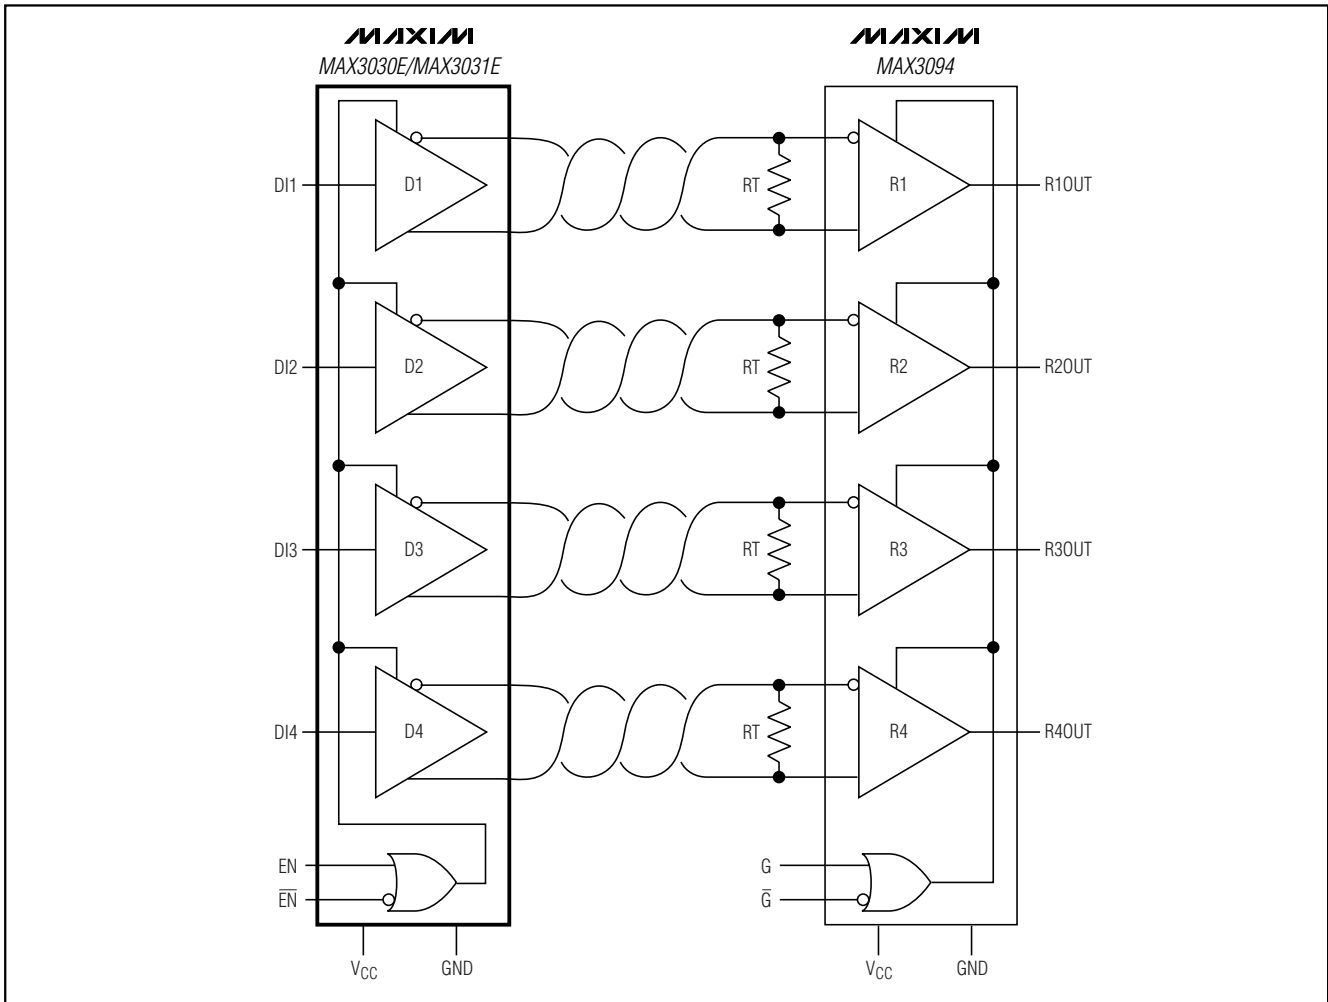 MAXIM
MAX3030E/MAX3031E
MAXIM
MAX3094
DI1
D1
RT
R1
R1OUT
DI2
D2
RT
R2
R2OUT
DI3
D3
RT
R3
R3OUT
DI4
D4
RT
R4
R4OUT
EN
E̅N̅
G
G̅
VCC
GND
VCC
GND